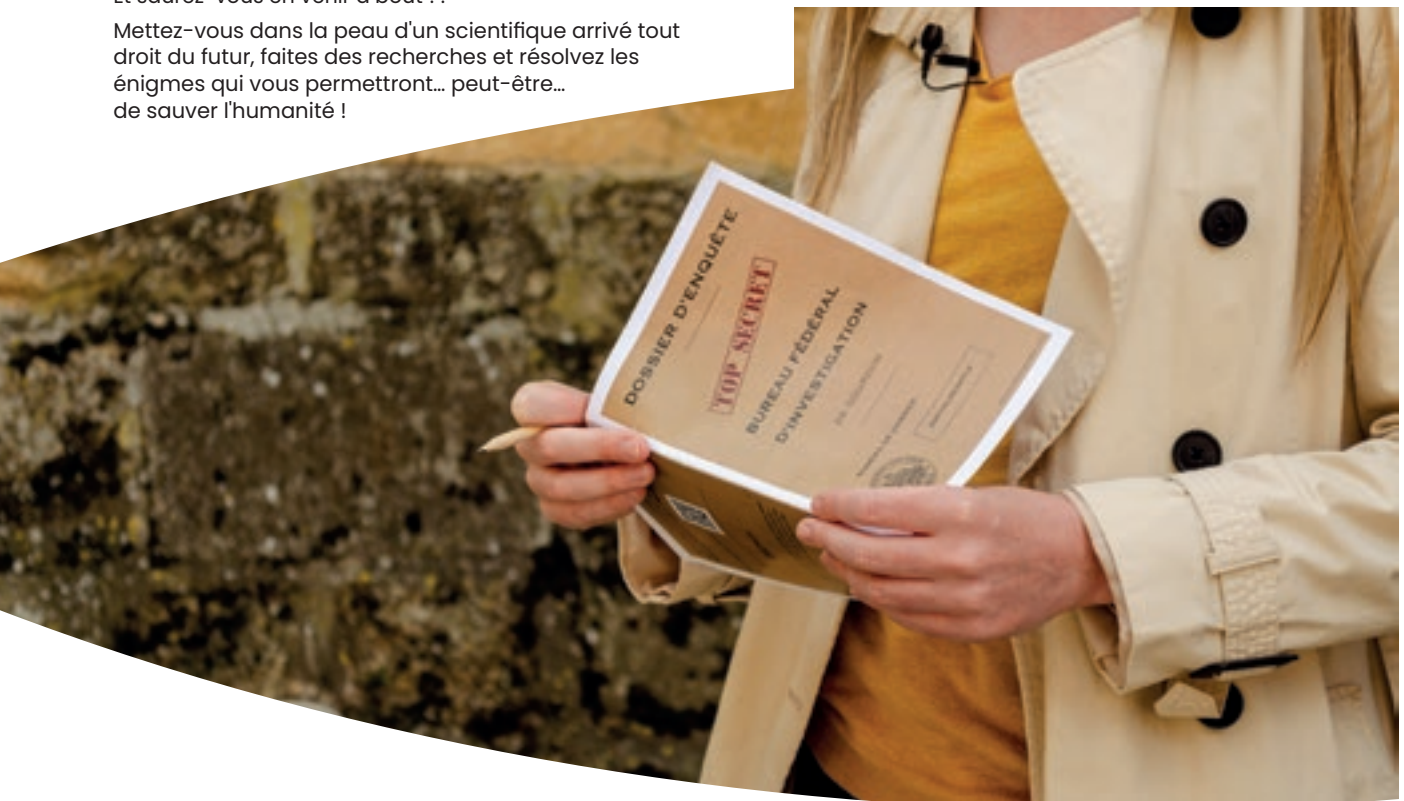 Mettez-vous dans la peau d'un scientifique arrivé tout
droit du futur, faites des recherches et résolvez les
énigmes qui vous permettront... peut-être...
de sauver l'humanité !
DOSSIER D'ENQUÊTE
TOP SECRET
BUREAU FÉDÉRAL
D'INVESTIGATION